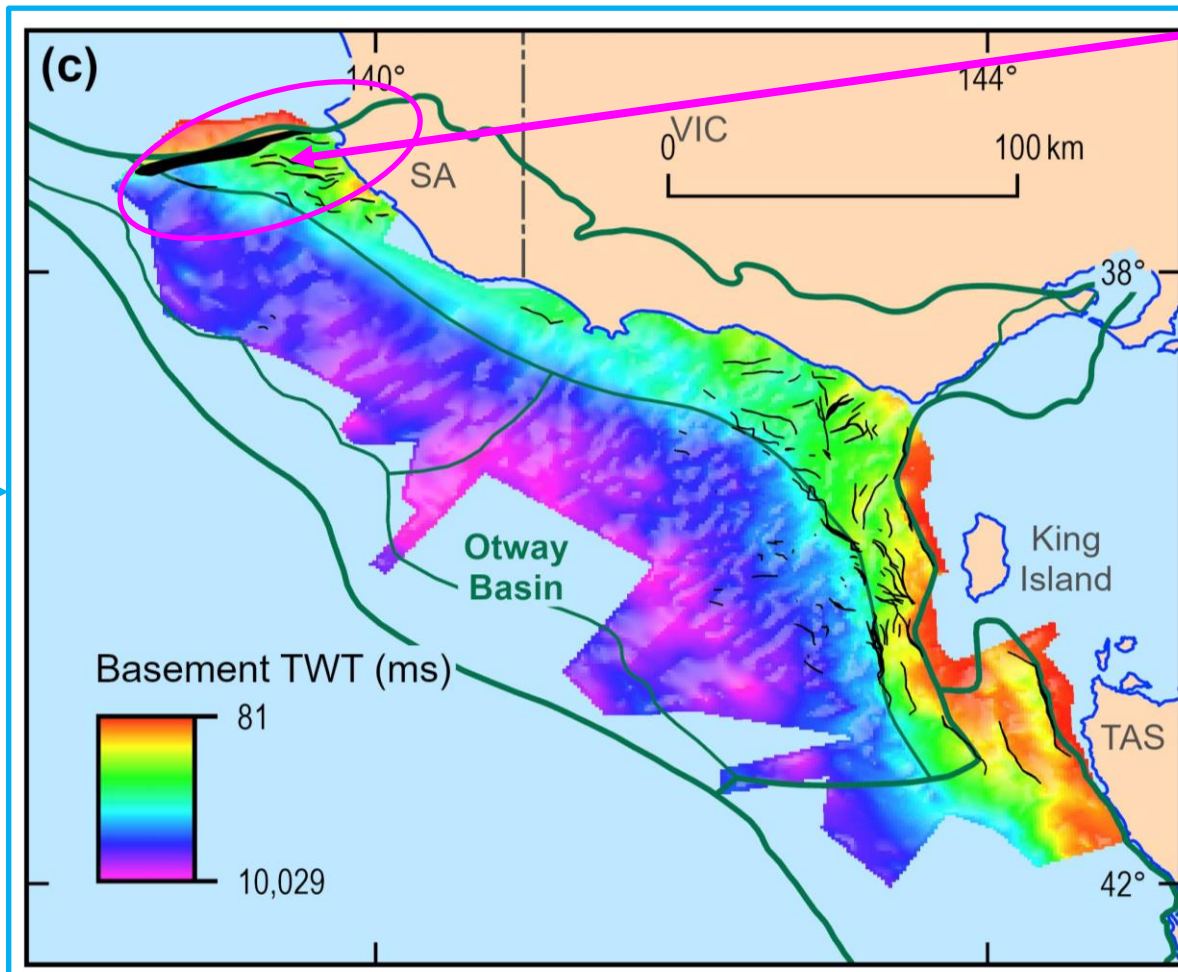 (c)
140°
144°
VIC
0
100 km
SA
38°
Otway
Basin
King
Island
Basement TWT (ms)
81
10,029
TAS
42°